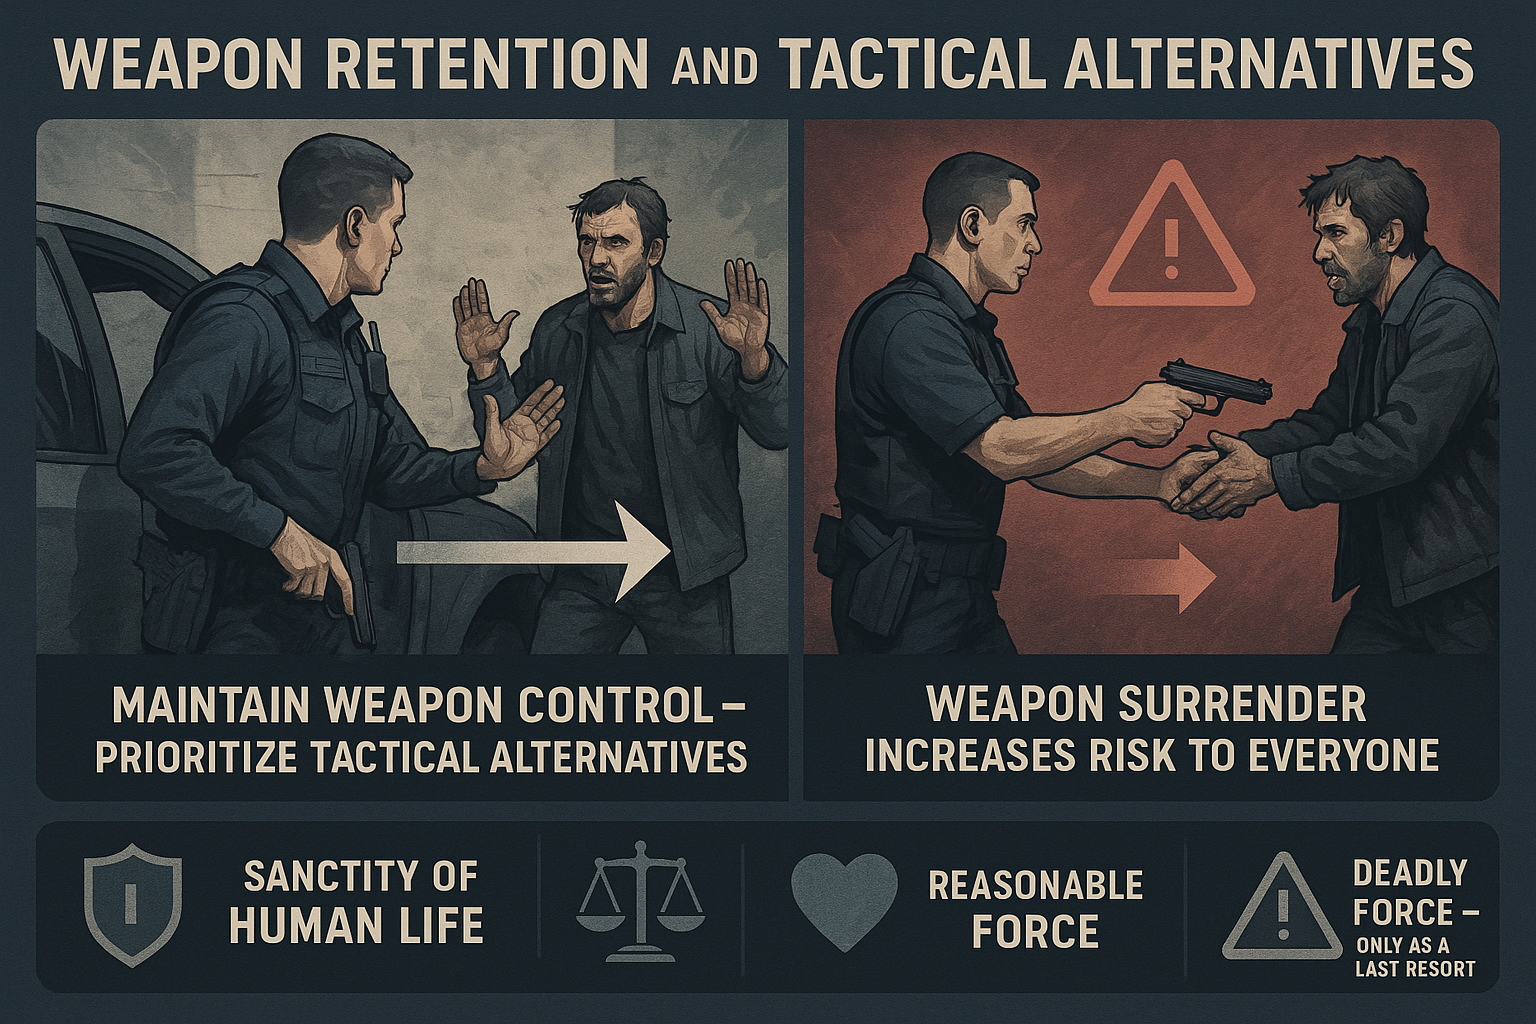 WEAPON RETENTION AND TACTICAL ALTERNATIVES
MAINTAIN WEAPON CONTROL –
PRIORITIZE TACTICAL ALTERNATIVES
WEAPON SURRENDER
INCREASES RISK TO EVERYONE
SANCTITY OF
HUMAN LIFE
REASONABLE
FORCE
DEADLY
FORCE –
ONLY AS A
LAST RESORT